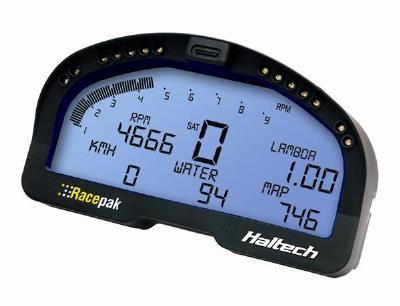 1 2 3 4 5 6 7 8 9 RPM
RPM
4666
SAT
0
LAMBDA
1.00
KMH
0
WATER
94
MAP
746
Racepak
Haltech